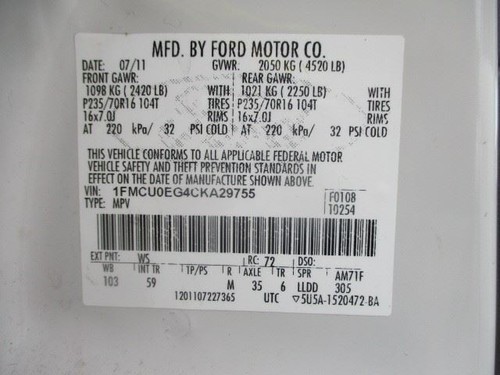 MFD. BY FORD MOTOR CO.
DATE: 07/11 GVWR: 2050 KG ( 4520 LB)
FRONT GAWR: REAR GAWR:
1098 KG ( 2420 LB) WITH 1021 KG ( 2250 LB) WITH
P235/70R16 104T TIRES P235/70R16 104T TIRES
16x7.0J RIMS 16x7.0J RIMS
AT 220 kPa/ 32 PSI COLD AT 220 kPa/ 32 PSI COLD
THIS VEHICLE CONFORMS TO ALL APPLICABLE FEDERAL MOTOR
VEHICLE SAFETY AND THEFT PREVENTION STANDARDS IN
EFFECT ON THE DATE OF MANUFACTURE SHOWN ABOVE.
VIN: 1FMCU0EG4CKA29755 F0108
TYPE: MPV T0254
EXT PNT: WS RC: 72 DSO:
WB INT TR TP/PS R AXLE TR SPR AM71F
103 59 M 35 6 LLDD 305
1201107227365 UTC ▽5U5A-1520472-BA